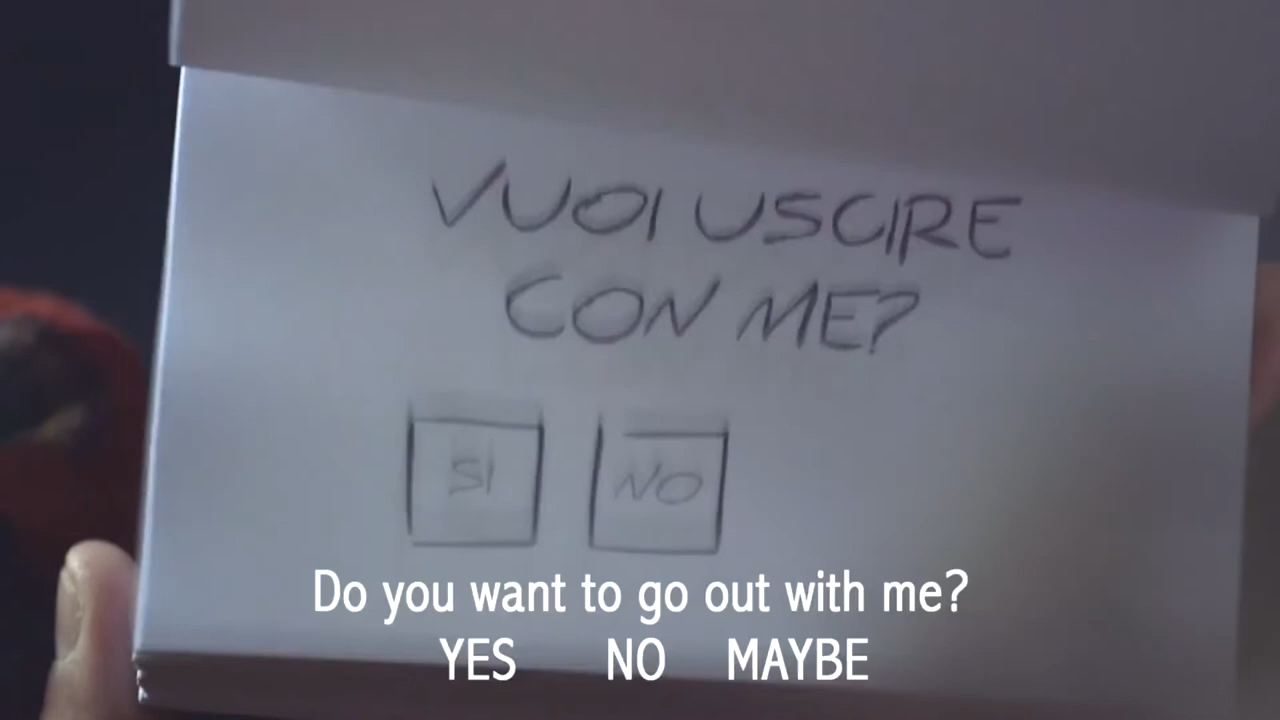 VUOI USCIRE
CON ME?
SI NO
Do you want to go out with me?
YES NO MAYBE